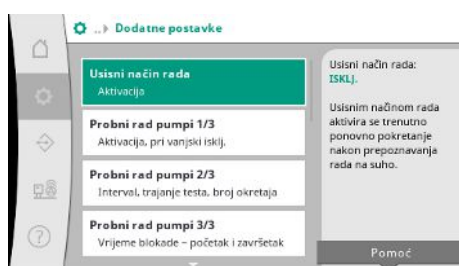 ..▸ Dodatne postavke
Usisni način rada
Aktivacija
Probni rad pumpi 1/3
Aktivacija, pri vanjski isklj.
Probni rad pumpi 2/3
Interval, trajanje testa, broj okretaja
Probni rad pumpi 3/3
Vrijeme blokade – početak i završetak
Usisni način rada:
ISKLJ.
Usisnim načinom rada
aktivira se trenutno
ponovno pokretanje
nakon prepoznavanja
rada na suho.
Pomoć